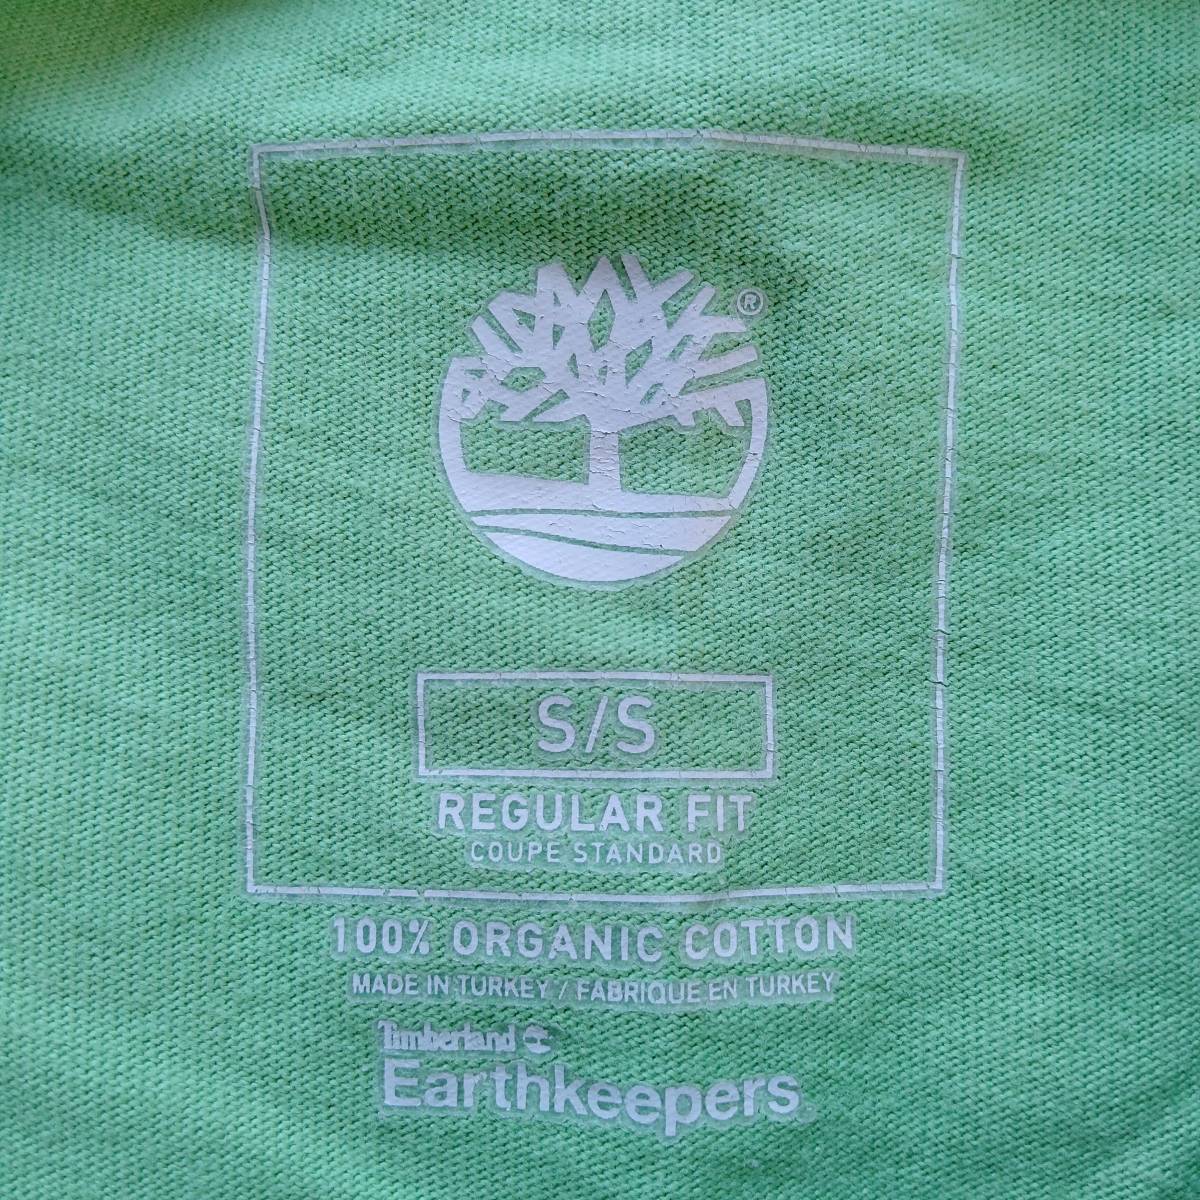 ®
S/S
REGULAR FIT
COUPE STANDARD
100% ORGANIC COTTON
MADE IN TURKEY / FABRIQUE EN TURKEY
Timberland
Earthkeepers